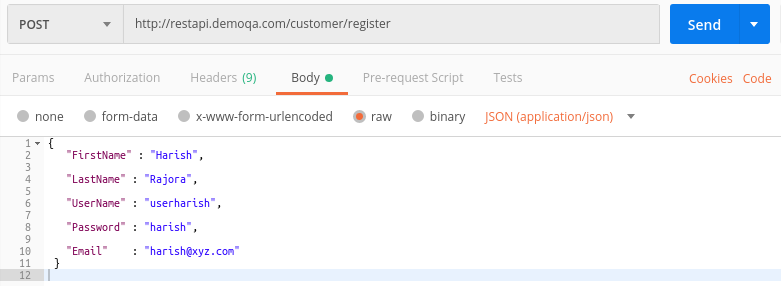 POST http://restapi.demoqa.com/customer/register Send
Params Authorization Headers (9) Body Pre-request Script Tests Cookies Code
none form-data x-www-form-urlencoded raw binary JSON (application/json)
1 {
2 "FirstName" : "Harish",
3
4 "LastName" : "Rajora",
5
6 "UserName" : "userharish",
7
8 "Password" : "harish",
9
10 "Email" : "harish@xyz.com"
11 }
12